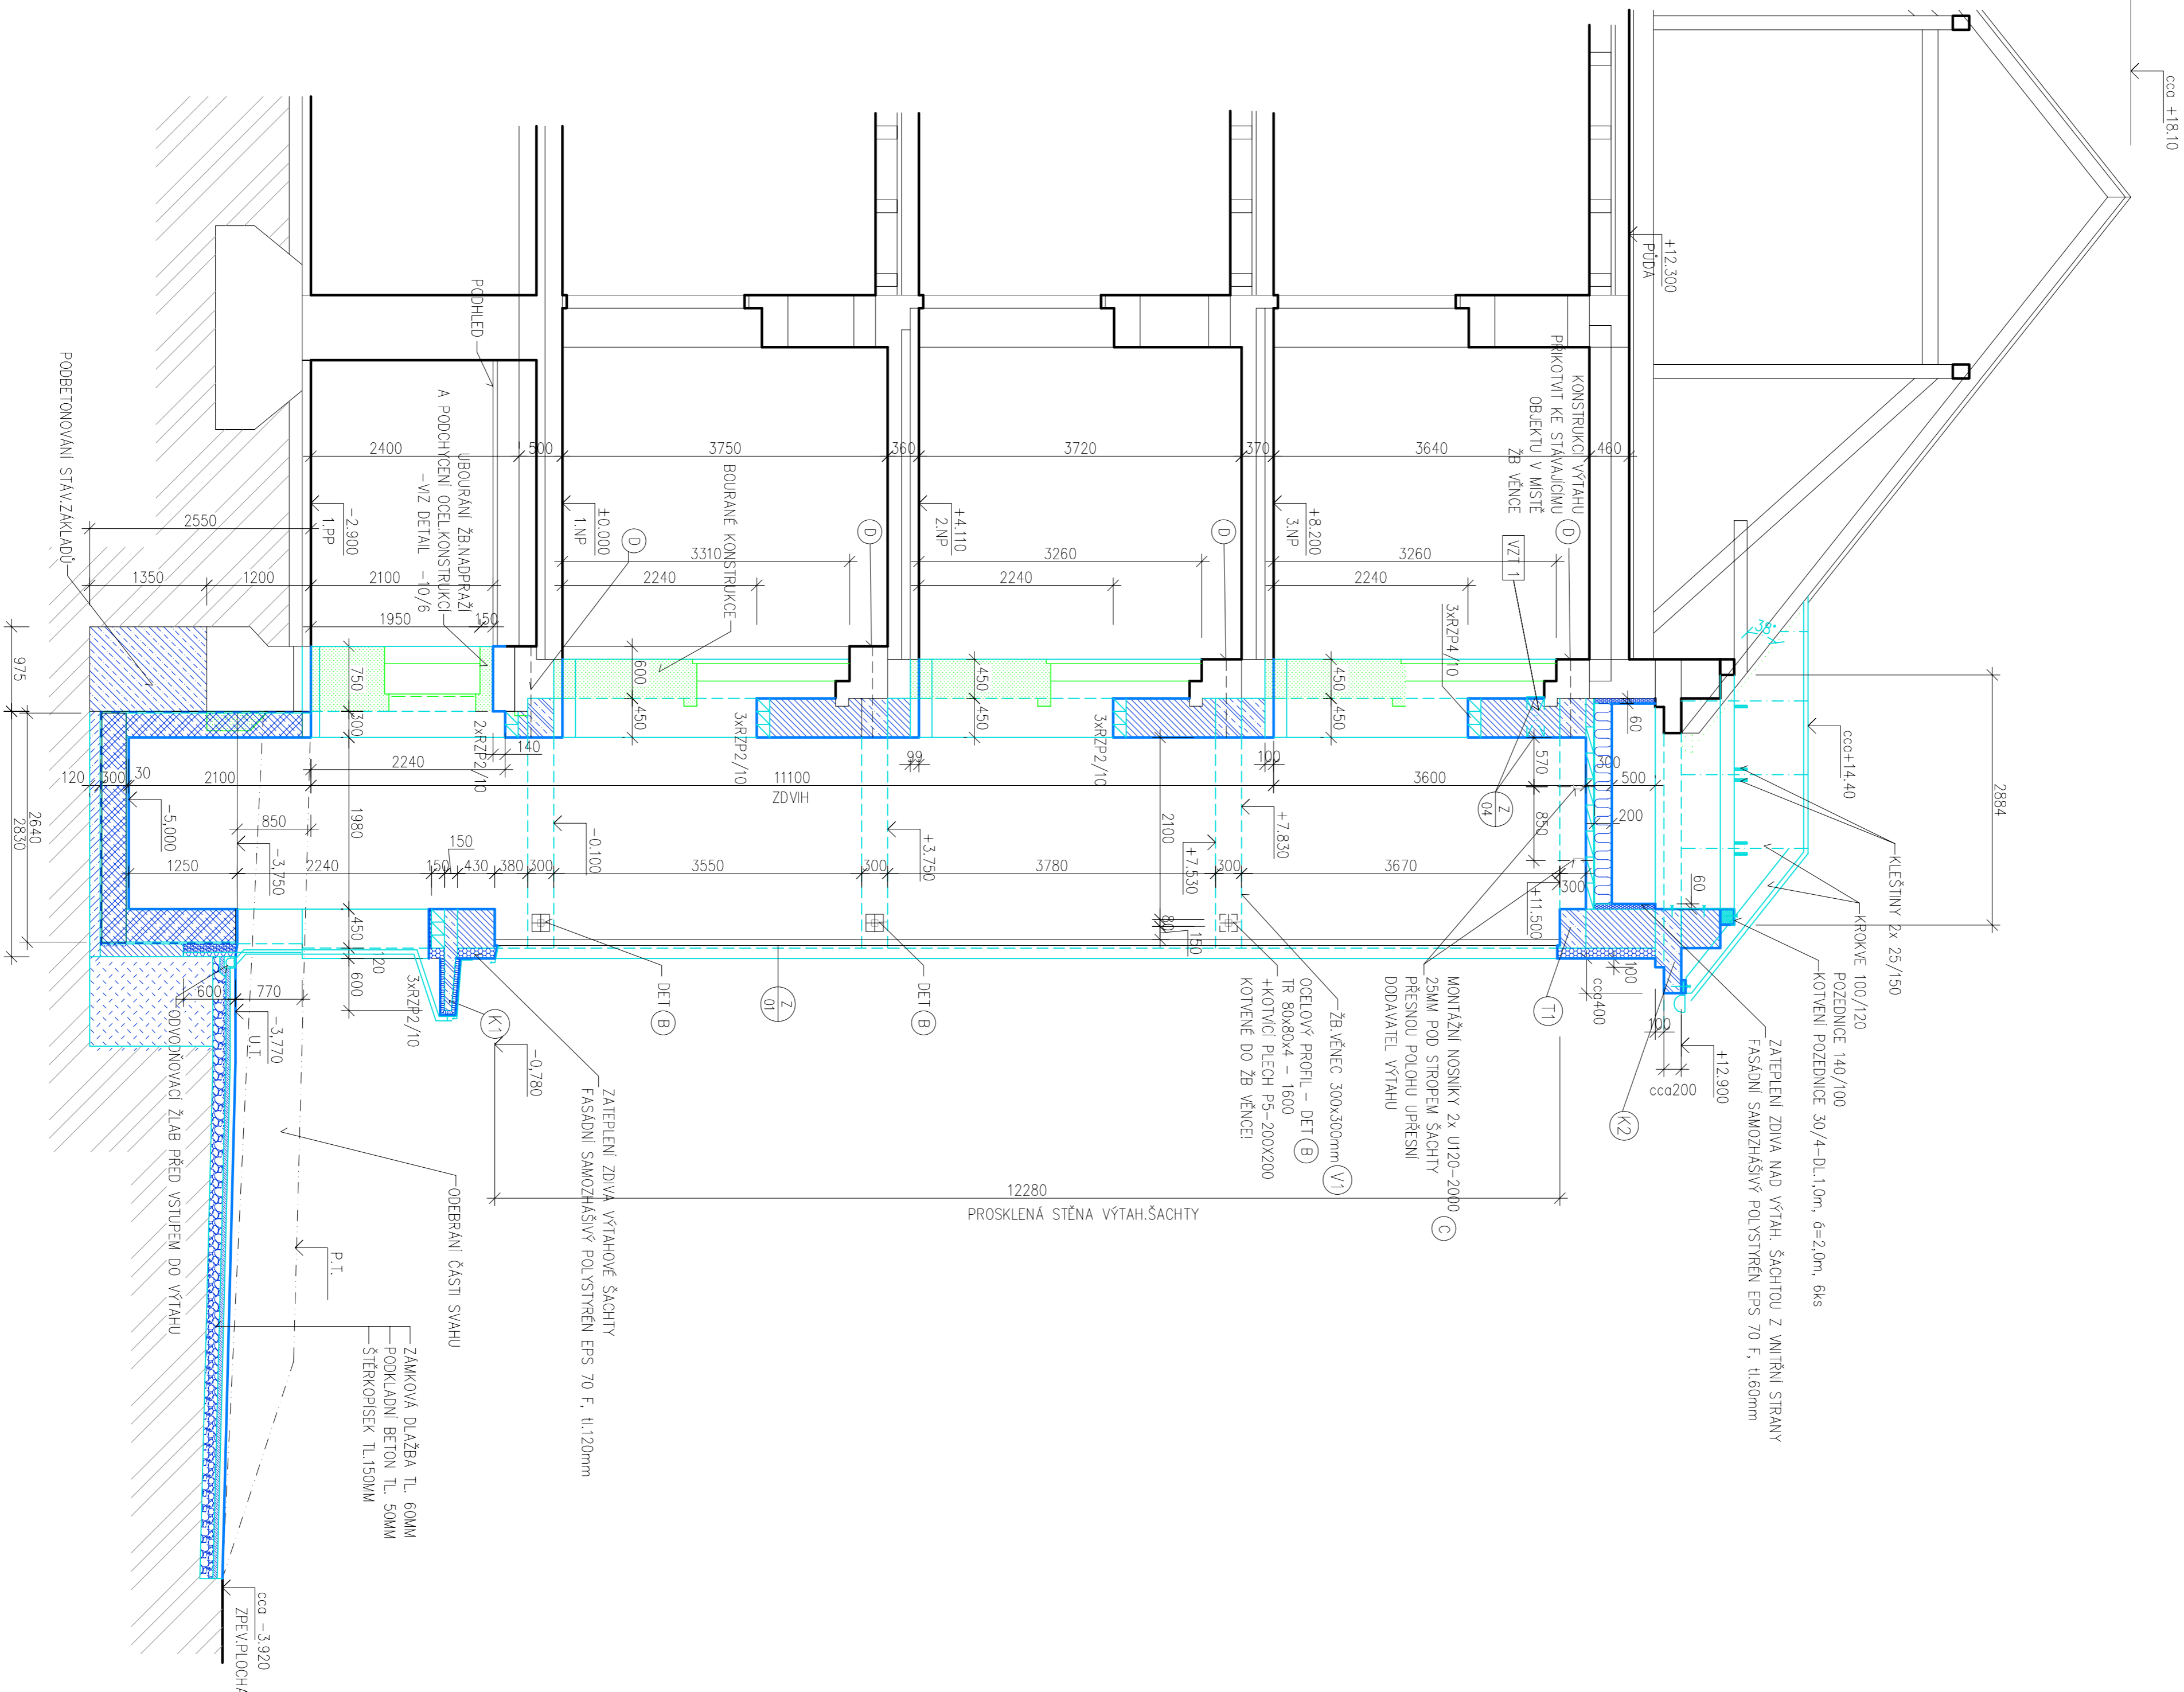 cca +18.10
+12.300
PŮDA
KONSTRUKCI VÝTAHU
PŘIKOTVIT KE STÁVAJÍCÍMU
OBJEKTU V MÍSTĚ
ŽB VĚNCE
D
VZT 1
3xRZP4/10
38°
cca+14.40
2884
KLEŠTINY 2x 25/150
KROKVE 100/120
POZEDNICE 140/100
KOTVENÍ POZEDNICE 30/4-DL.1,0m, á=2,0m, 6ks
ZATEPLENÍ ZDIVA NAD VÝTAH. ŠACHTOU Z VNITŘNÍ STRANY
FASÁDNÍ SAMOZHÁŠIVÝ POLYSTYRÉN EPS 70 F, tl.60mm
+12.900
cca200
100
K2
T1
cca400
100
60
60
300
500
200
570
850
Z
04
+11.500
300
460
3640
370
3720
360
3750
500
2400
+8.200
3.NP
+4.110
2.NP
±0.000
1.NP
-2.900
1.PP
D
D
D
3260
3260
3310
2240
2240
2240
2100
1200
1350
2550
1950
150
450
450
450
450
600
450
750
300
PODHLED
UBOURÁNÍ ŽB.NADPRAŽÍ
A PODCHYCENÍ OCEL.KONSTRUKCÍ
-VIZ DETAIL -10/6
BOURANÉ KONSTRUKCE
PODBETONOVÁNÍ STÁV.ZÁKLADŮ
3xRZP2/10
3xRZP2/10
2xRZP2/10
140
99
100
2240
11100
ZDVIH
3600
2100
30
300
120
-5,000
850
-3,750
1980
2100
-0.100
+3.750
+7.530
+7.830
1250
2240
150
150
430
380
300
3550
300
3780
300
3670
450
120
600
80
150
975
2640
2830
3xRZP2/10
K1
-0,780
DET B
DET B
Z
01
ŽB.VĚNEC 300x300mm V1
OCELOVÝ PROFIL - DET B
TR 80x80x4 - 1600
+KOTVÍCÍ PLECH P5-200X200
KOTVENÉ DO ŽB VĚNCE!
MONTÁŽNÍ NOSNÍKY 2x U120-2000 C
25MM POD STROPEM ŠACHTY
PŘESNOU POLOHU UPŘESNÍ
DODAVATEL VÝTAHU
12280
PROSKLENÁ STĚNA VÝTAH.ŠACHTY
ZATEPLENÍ ZDIVA VÝTAHOVÉ ŠACHTY
FASÁDNÍ SAMOZHÁŠIVÝ POLYSTYRÉN EPS 70 F, tl.120mm
600
770
-3,770
U.T.
P.T.
ODVODŇOVACÍ ŽLAB PŘED VSTUPEM DO VÝTAHU
ODEBRÁNÍ ČÁSTI SVAHU
ZÁMKOVÁ DLAŽBA TL. 60MM
PODKLADNÍ BETON TL. 50MM
ŠTĚRKOPÍSEK TL.150MM
cca -3.920
ZPEV.PLOCHA